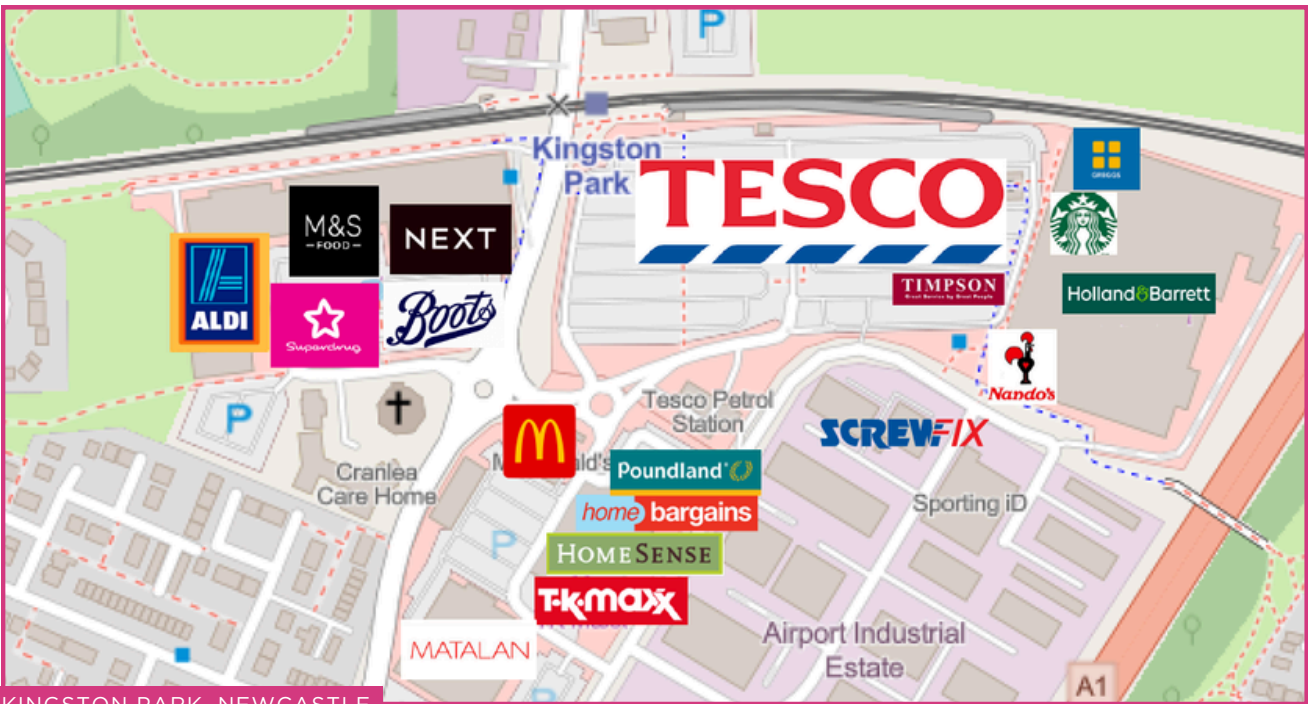 P
Kingston
Park
TESCO
GREGGS
M&S
-FOOD-
NEXT
ALDI
Superdrug
Boots
TIMPSON
Great Service by Great People
Holland & Barrett
Nando's
P
Tesco Petrol
Station
SCREWFIX
M
ald's
Poundland
Cranlea
Care Home
home bargains
Sporting iD
P
HOMESENSE
T·K·maxx
MATALAN
Airport Industrial
Estate
P
A1
KINGSTON PARK, NEWCASTLE